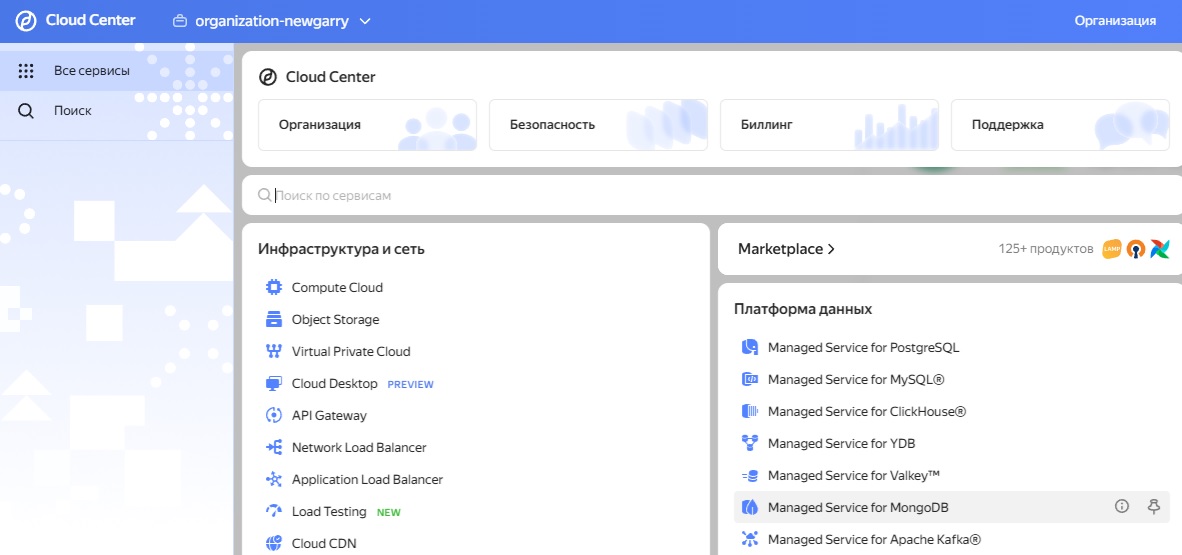 Cloud Center
organization-newgarry
Организация
Все сервисы
Поиск
Cloud Center
Организация
Безопасность
Биллинг
Поддержка
Поиск по сервисам
Инфраструктура и сеть
Compute Cloud
Object Storage
Virtual Private Cloud
Cloud Desktop PREVIEW
API Gateway
Network Load Balancer
Application Load Balancer
Load Testing NEW
Cloud CDN
Marketplace
125+ продуктов
LAMP
Платформа данных
Managed Service for PostgreSQL
Managed Service for MySQL®
Managed Service for ClickHouse®
Managed Service for YDB
Managed Service for Valkey™
Managed Service for MongoDB
Managed Service for Apache Kafka®